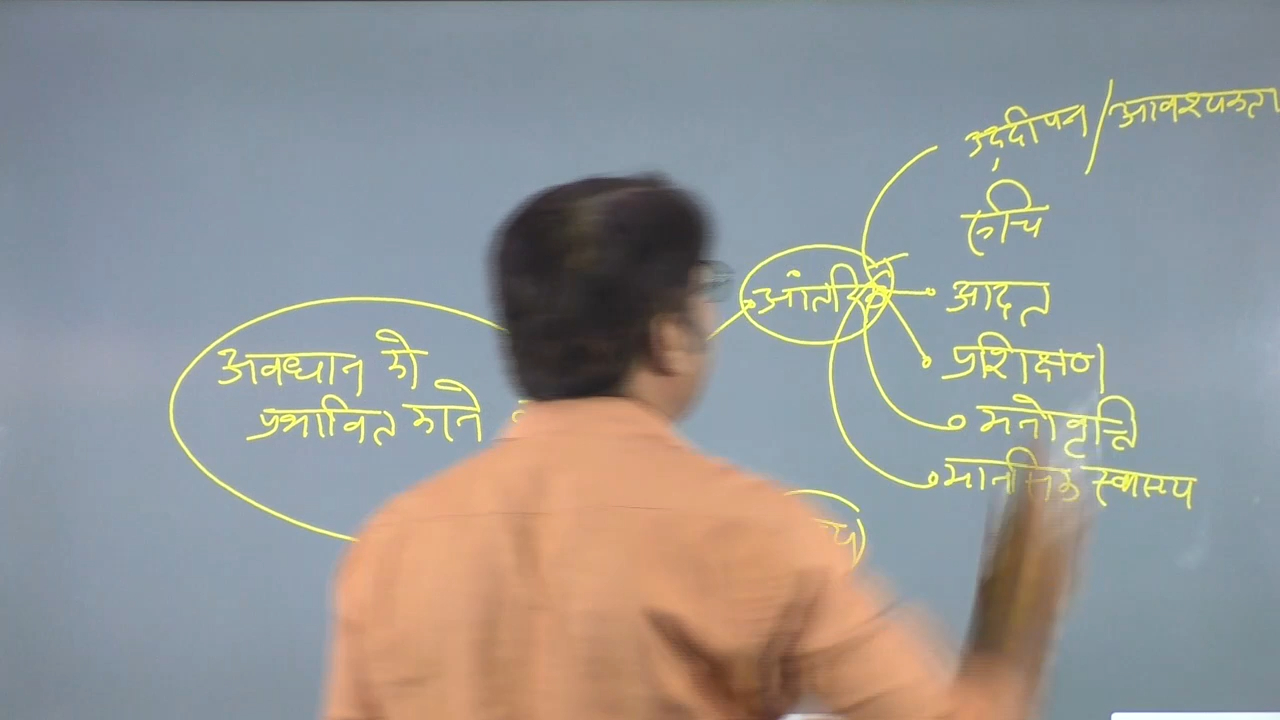 अवधान को
प्रभावित करने
आंतरिक
उद्दीपन/आवश्यकता
रूचि
आदत
प्रशिक्षण
मनोवृत्ति
मानसिक स्वास्थ्य